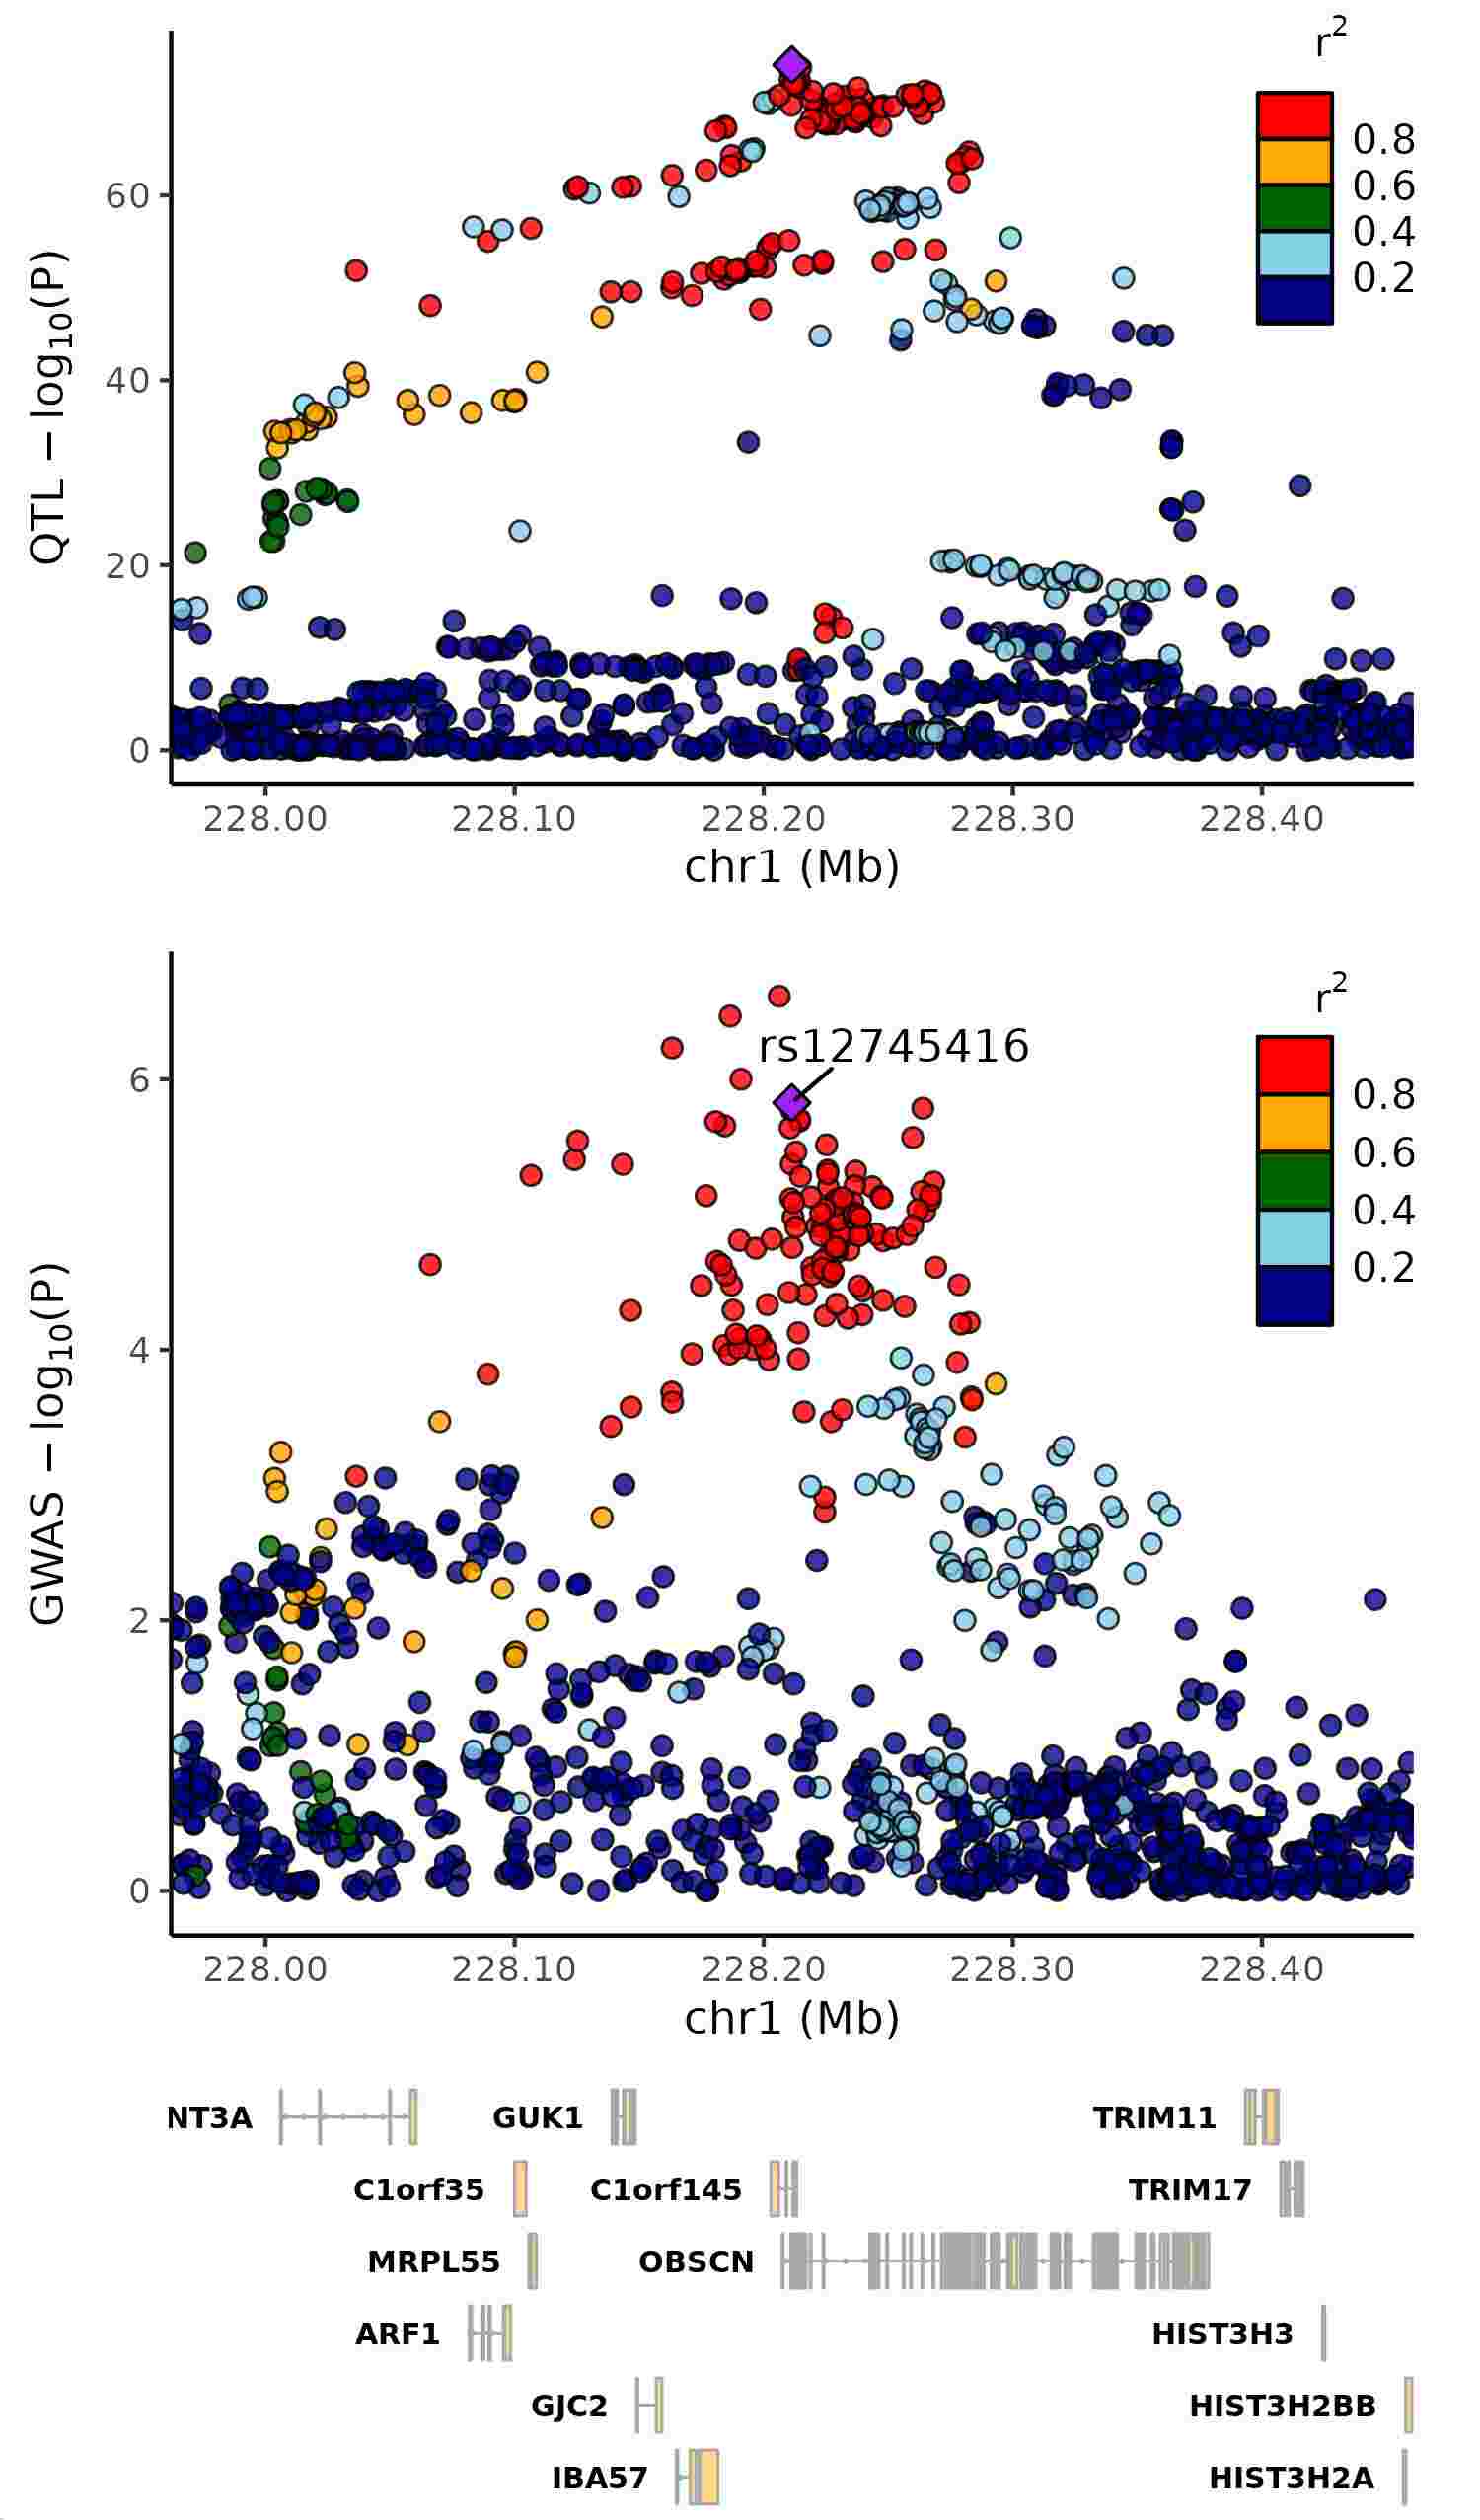 r2
0.8
0.6
0.4
0.2
QTL − log10(P)
60
40
20
0
228.00 228.10 228.20 228.30 228.40
chr1 (Mb)
r2
rs12745416
0.8
0.6
0.4
0.2
GWAS − log10(P)
6
4
2
0
228.00 228.10 228.20 228.30 228.40
chr1 (Mb)
NT3A GUK1 TRIM11
C1orf35 C1orf145 TRIM17
MRPL55 OBSCN
ARF1 HIST3H3
GJC2 HIST3H2BB
IBA57 HIST3H2A